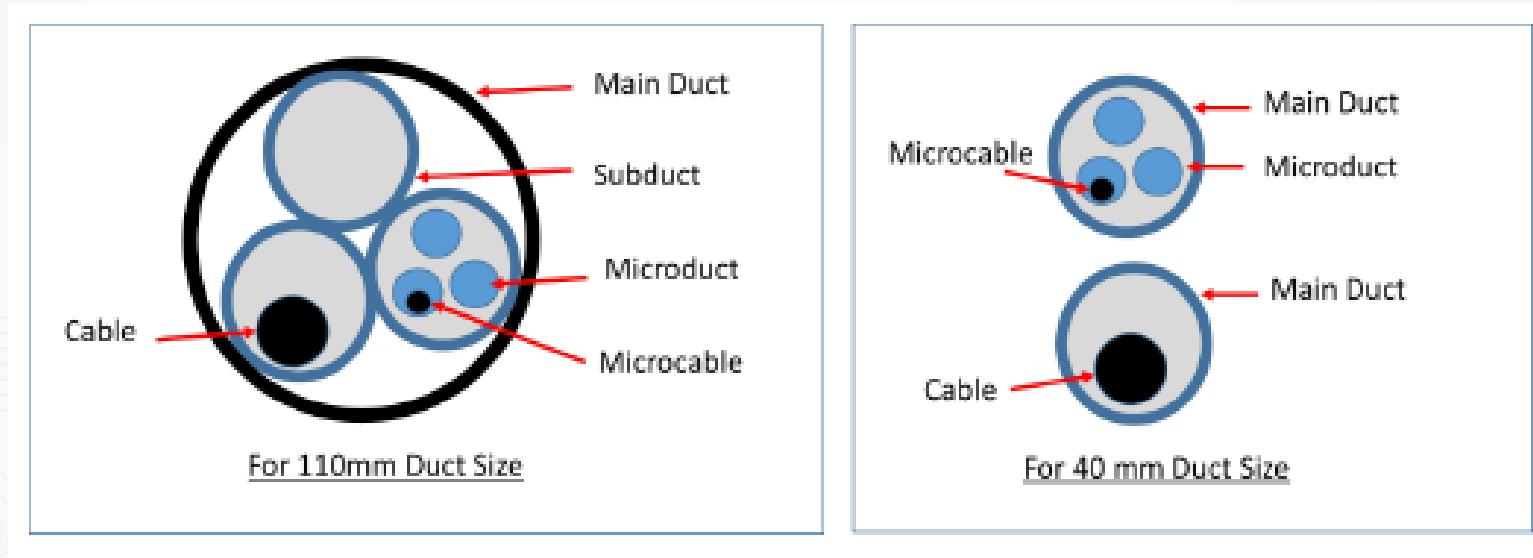 Main Duct
Subduct
Microduct
Cable
Microcable
For 110mm Duct Size
Main Duct
Microcable
Microduct
Main Duct
Cable
For 40 mm Duct Size